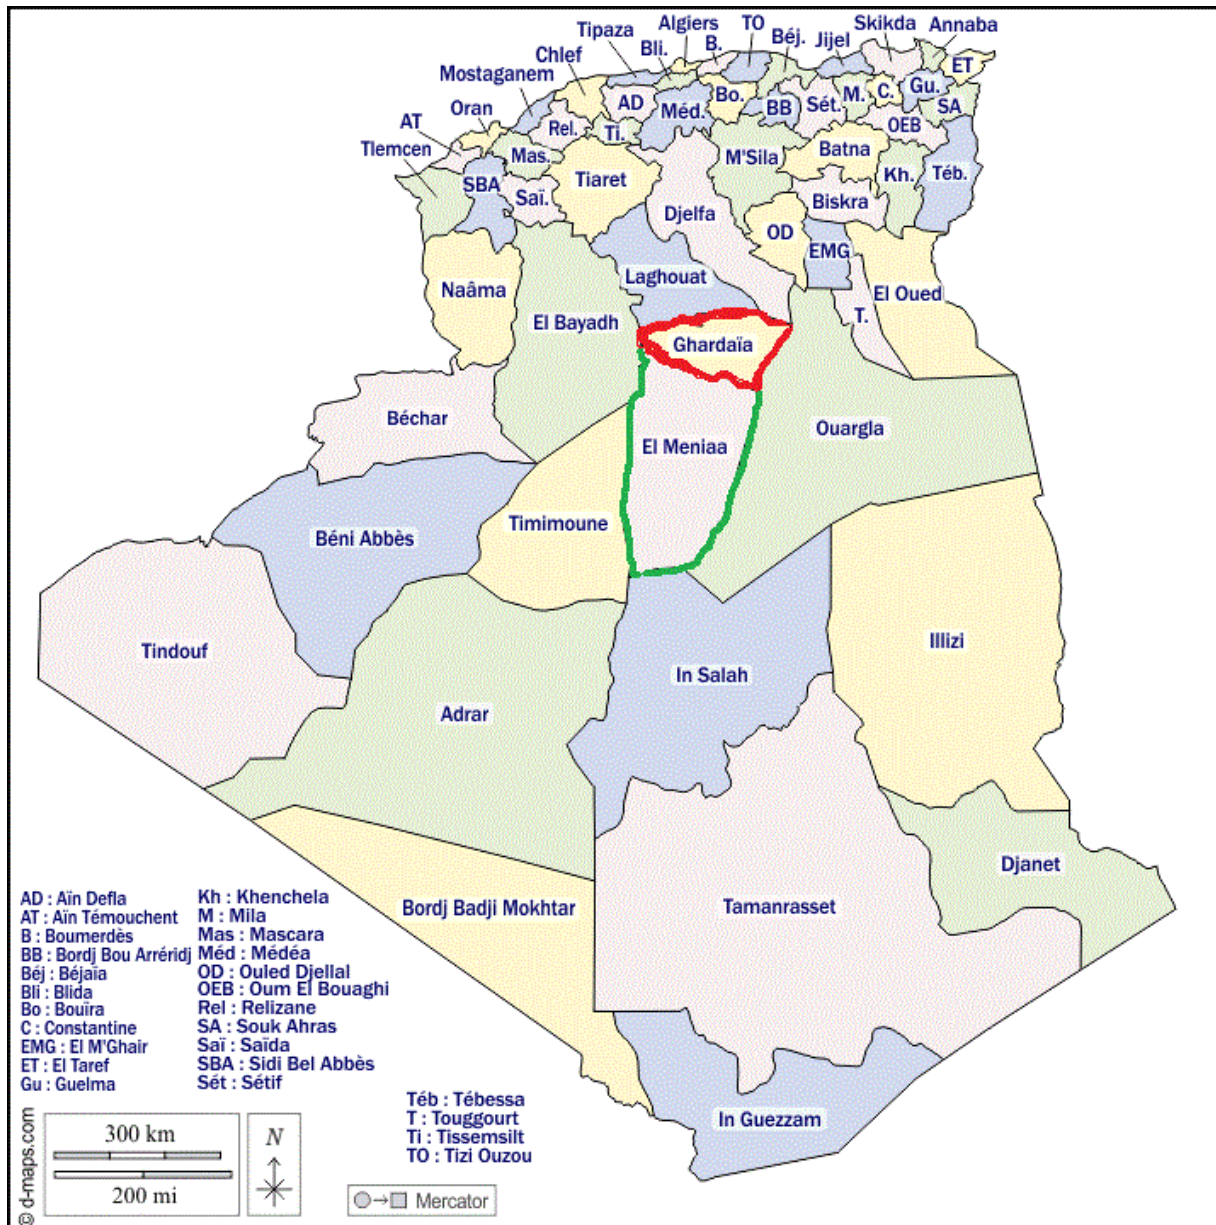 Skikda
Algiers
TO
Annaba
Tipaza
B.
Béj.
Jijel
Bli.
Chlef
ET
Mostaganem
Gu.
C.
M.
AD
Bo.
Méd.
BB
Sét.
SA
Oran
AT
Rel.
Ti.
OEB
Tlemcen
Mas.
M'Sila
Batna
SBA
Saï.
Tiaret
Kh.
Téb.
Biskra
Djelfa
OD
EMG
Laghouat
Naâma
El Oued
El Bayadh
T.
Ghardaïa
Béchar
Ouargla
El Meniaa
Timimoune
Béni Abbès
Tindouf
Illizi
In Salah
Adrar
Djanet
Bordj Badji Mokhtar
Tamanrasset
In Guezzam
AD : Aïn Defla
AT : Aïn Témouchent
B : Boumerdès
BB : Bordj Bou Arréridj
Béj : Béjaïa
Bli : Blida
Bo : Bouïra
C : Constantine
EMG : El M'Ghair
ET : El Taref
Gu : Guelma
Kh : Khenchela
M : Mila
Mas : Mascara
Méd : Médéa
OD : Ouled Djellal
OEB : Oum El Bouaghi
Rel : Relizane
SA : Souk Ahras
Saï : Saïda
SBA : Sidi Bel Abbès
Sét : Sétif
Téb : Tébessa
T : Touggourt
Ti : Tissemsilt
TO : Tizi Ouzou
300 km
200 mi
N
Mercator
© d-maps.com